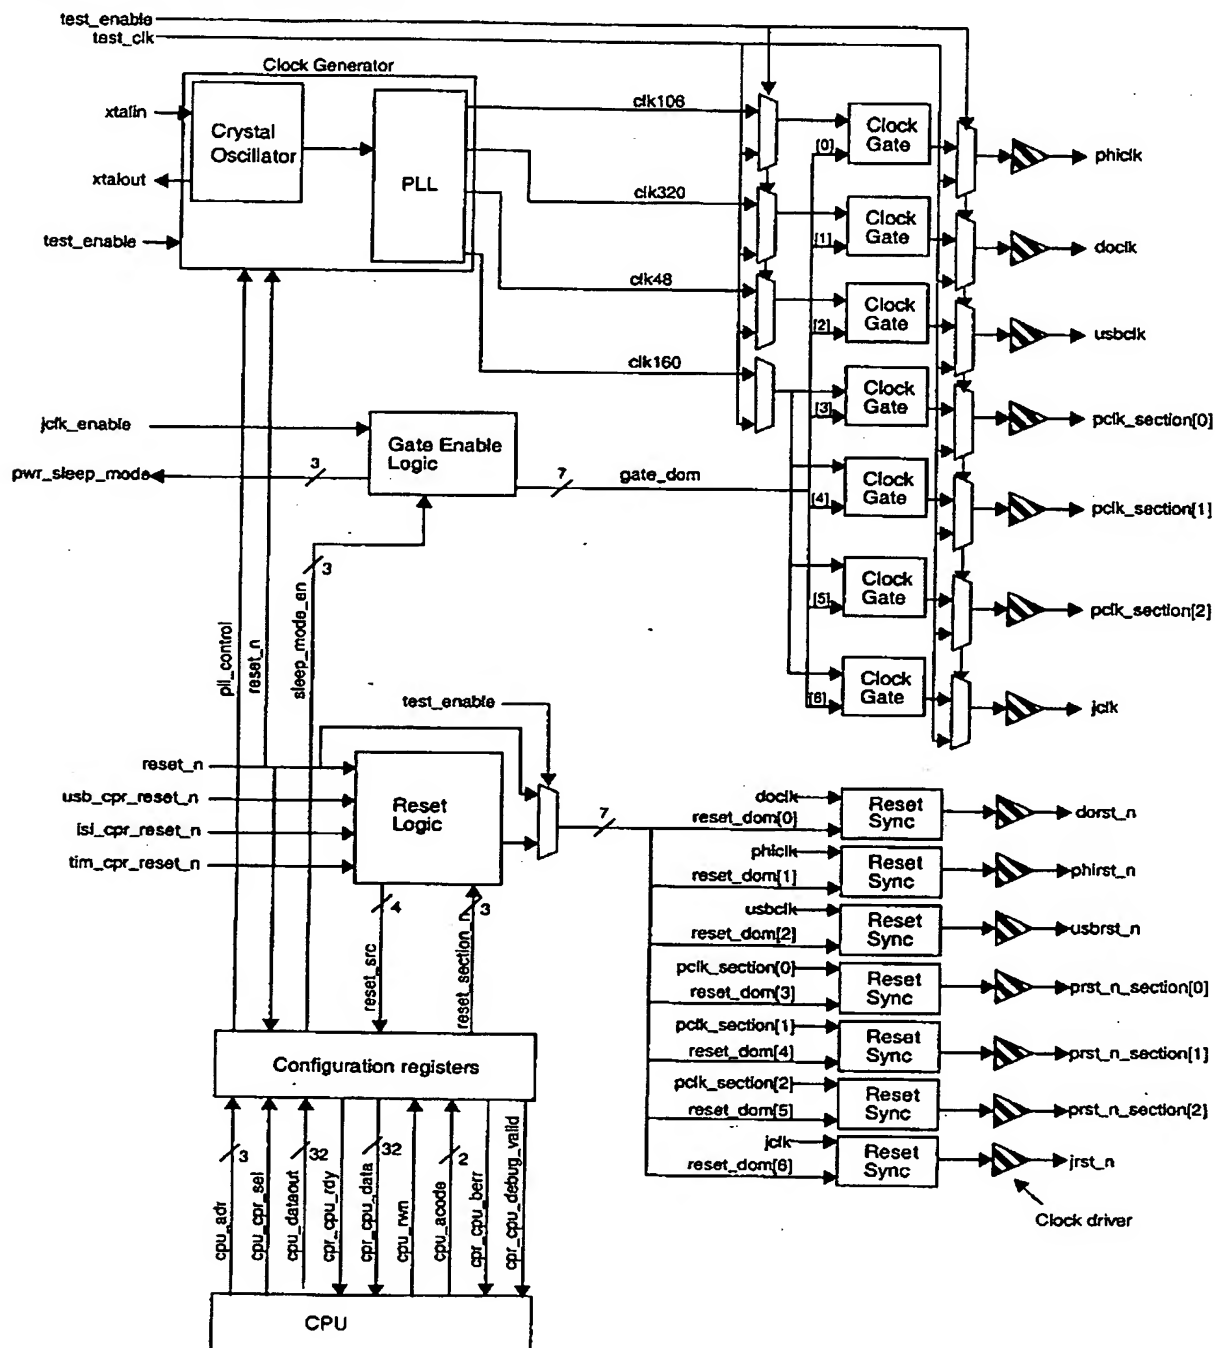 test_enable
test_clk
Clock Generator
xtalin
Crystal
Oscillator
xtalout
PLL
test_enable
clk106
clk320
clk48
clk160
[0]
Clock
Gate
phiclk
[1]
Clock
Gate
doclk
[2]
Clock
Gate
usbclk
[3]
Clock
Gate
pclk_section[0]
[4]
Clock
Gate
pclk_section[1]
[5]
Clock
Gate
pclk_section[2]
[6]
Clock
Gate
jclk
jclk_enable
Gate Enable
Logic
pwr_sleep_mode
3
7
gate_dom
3
pll_control
reset_n
sleep_mode_en
test_enable
reset_n
usb_cpr_reset_n
isi_cpr_reset_n
tim_cpr_reset_n
Reset
Logic
7
4
3
reset_src
reset_section_n
doclk
reset_dom[0]
Reset
Sync
dorst_n
phiclk
reset_dom[1]
Reset
Sync
phirst_n
usbclk
reset_dom[2]
Reset
Sync
usbrst_n
pclk_section[0]
reset_dom[3]
Reset
Sync
prst_n_section[0]
pclk_section[1]
reset_dom[4]
Reset
Sync
prst_n_section[1]
pclk_section[2]
reset_dom[5]
Reset
Sync
prst_n_section[2]
jclk
reset_dom[6]
Reset
Sync
jrst_n
Clock driver
Configuration registers
3
32
32
2
cpu_adr
cpu_cpr_sel
cpu_dataout
cpr_cpu_rdy
cpr_cpu_data
cpu_rwn
cpu_acode
cpr_cpu_berr
cpr_cpu_debug_valid
CPU